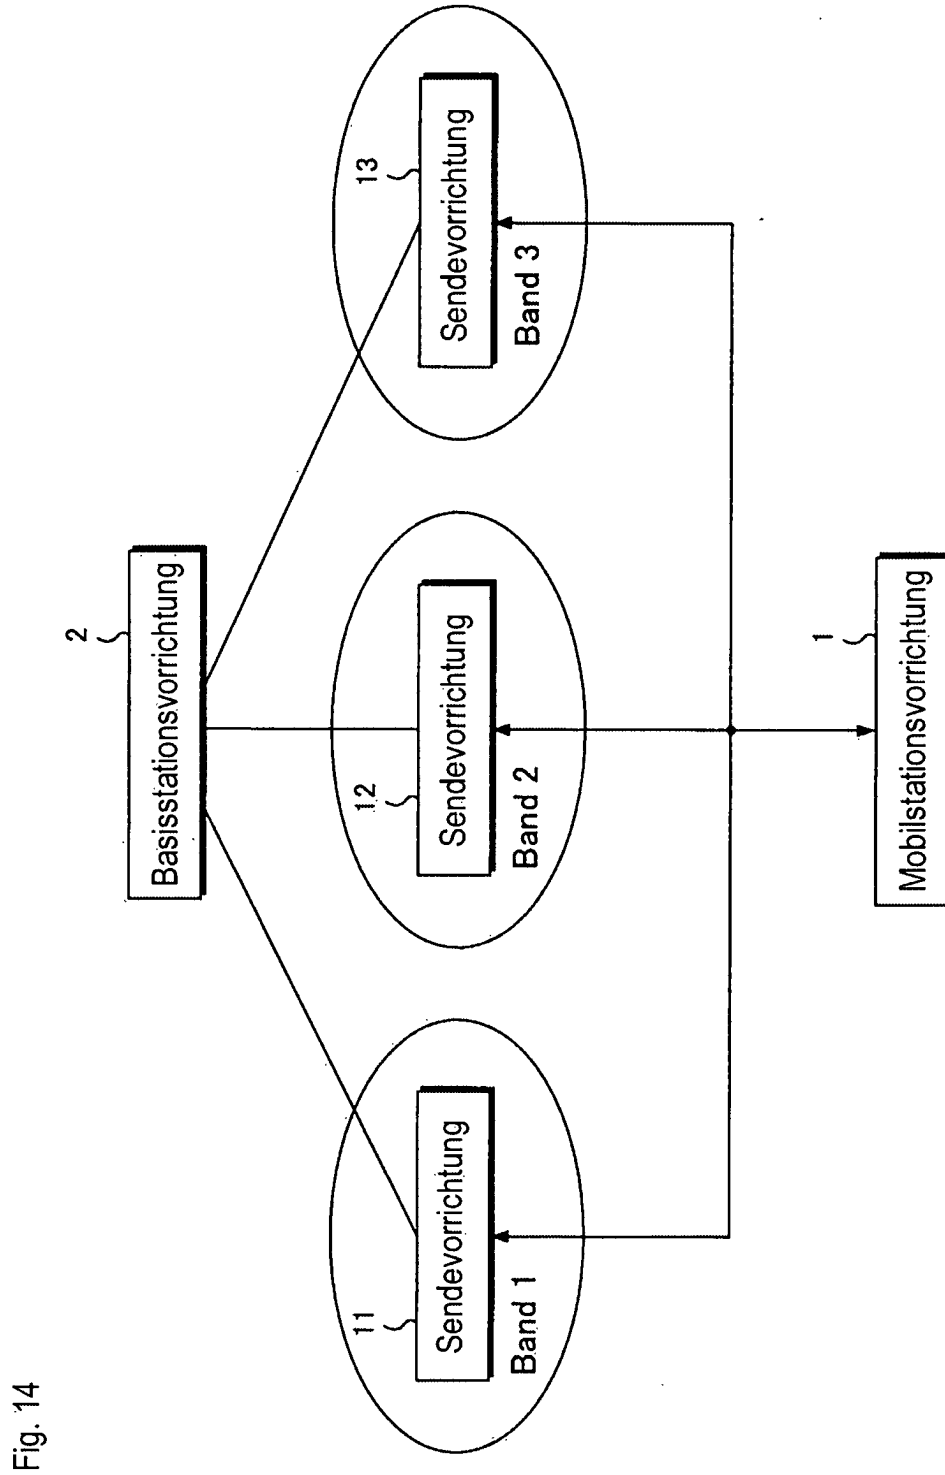 Fig. 14
2
Basisstationsvorrichtung
11
Sendevorrichtung
Band 1
12
Sendevorrichtung
Band 2
13
Sendevorrichtung
Band 3
1
Mobilstationsvorrichtung